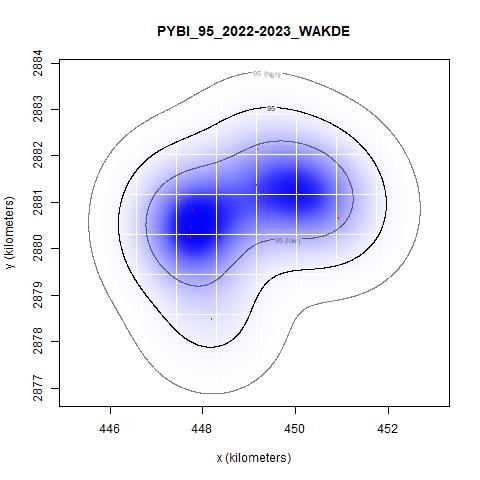 PYBI_95_2022-2023_WAKDE
95 (high)
95
95 (low)
2884
2883
2882
2881
2880
2879
2878
2877
y (kilometers)
446 448 450 452
x (kilometers)